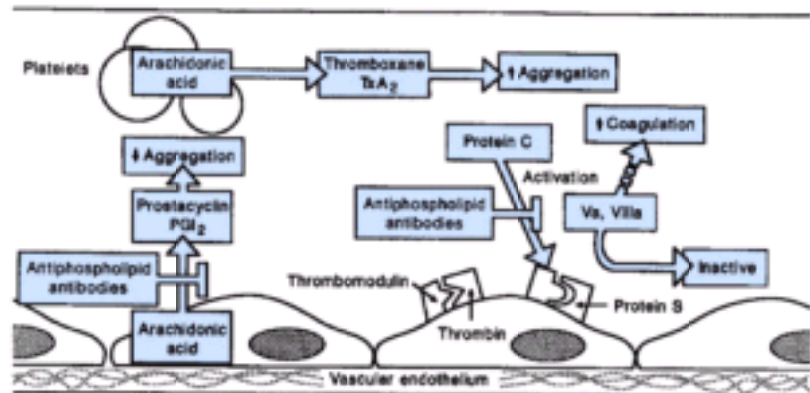 Platelets
Arachidonic
acid
Thromboxane
TxA2
↑ Aggregation
↓ Aggregation
Prostacyclin
PGI2
Antiphospholipid
antibodies
Arachidonic
acid
Protein C
Activation
Antiphospholipid
antibodies
↑ Coagulation
Va, VIIIa
Inactive
Thrombomodulin
Thrombin
Protein S
Vascular endothelium